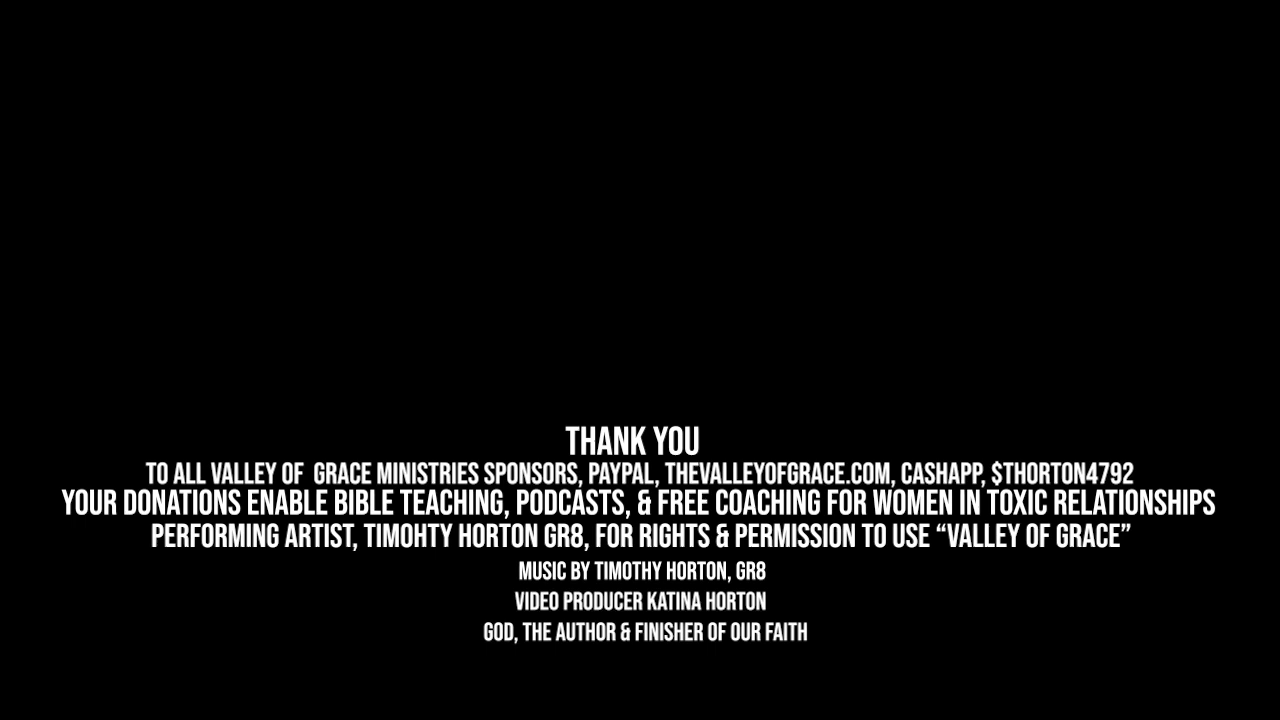 THANK YOU
TO ALL VALLEY OF GRACE MINISTRIES SPONSORS, PAYPAL, THEVALLEYOFGRACE.COM, CASHAPP, $THORTON4792
YOUR DONATIONS ENABLE BIBLE TEACHING, PODCASTS, & FREE COACHING FOR WOMEN IN TOXIC RELATIONSHIPS
PERFORMING ARTIST, TIMOHTY HORTON GR8, FOR RIGHTS & PERMISSION TO USE “VALLEY OF GRACE”
MUSIC BY TIMOTHY HORTON, GR8
VIDEO PRODUCER KATINA HORTON
GOD, THE AUTHOR & FINISHER OF OUR FAITH